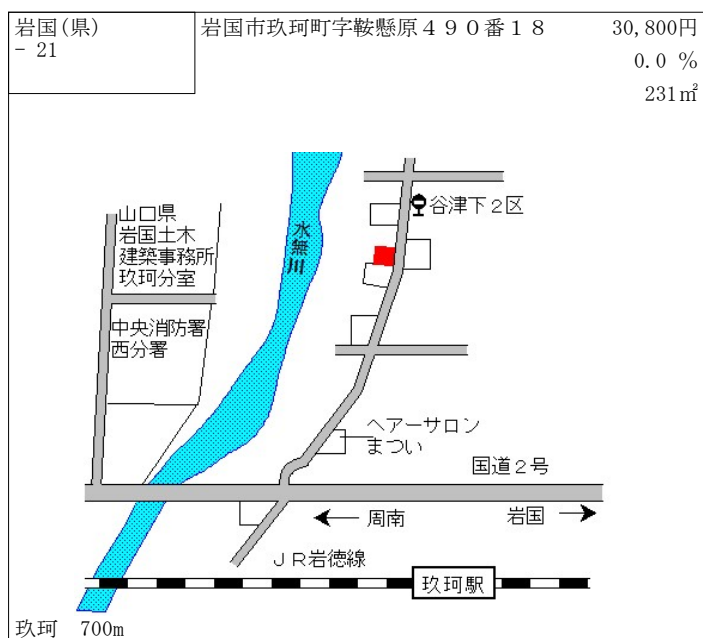 岩国(県)
- 21
岩国市玖珂町字鞍懸原４９０番１８
30,800円
0.0 %
231㎡
谷津下２区
山口県
岩国土木
建築事務所
玖珂分室
水無川
中央消防署
西分署
ヘアーサロン
まつい
国道２号
周南
岩国
ＪＲ岩徳線
玖珂駅
玖珂 700m